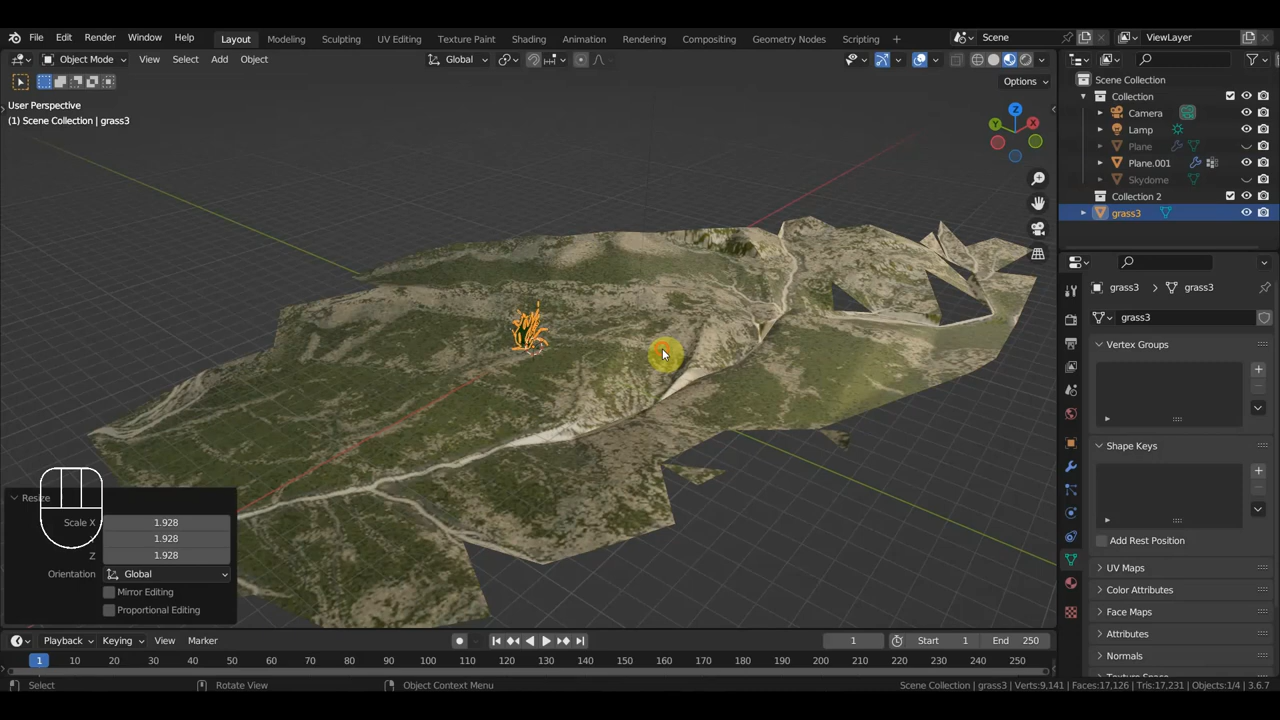 File Edit Render Window Help Layout Modeling Sculpting UV Editing Texture Paint Shading Animation Rendering Compositing Geometry Nodes Scripting Scene ViewLayer
Object Mode View Select Add Object Global
Options
User Perspective
(1) Scene Collection | grass3
Z
Y
X
Scene Collection
Collection
Camera
Lamp
Plane
Plane.001
Skydome
Collection 2
grass3
grass3 grass3
grass3
Vertex Groups
Shape Keys
Add Rest Position
UV Maps
Color Attributes
Face Maps
Attributes
Normals
Resize
Scale X 1.928
1.928
Z 1.928
Orientation Global
Mirror Editing
Proportional Editing
Playback Keying View Marker 1 Start 1 End 250
1 10 20 30 40 50 60 70 80 90 100 110 120 130 140 150 160 170 180 190 200 210 220 230 240 250
Select Rotate View Object Context Menu Scene Collection | grass3 | Verts:9,141 | Faces:17,126 | Tris:17,231 | Objects:1/4 | 3.6.7